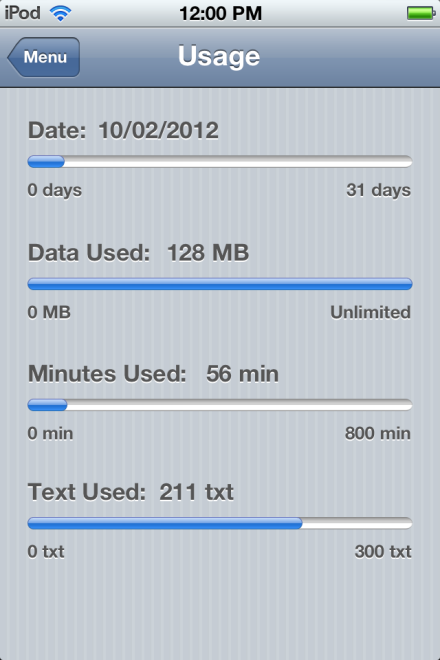 iPod 12:00 PM
Menu Usage
Date: 10/02/2012
0 days 31 days
Data Used: 128 MB
0 MB Unlimited
Minutes Used: 56 min
0 min 800 min
Text Used: 211 txt
0 txt 300 txt